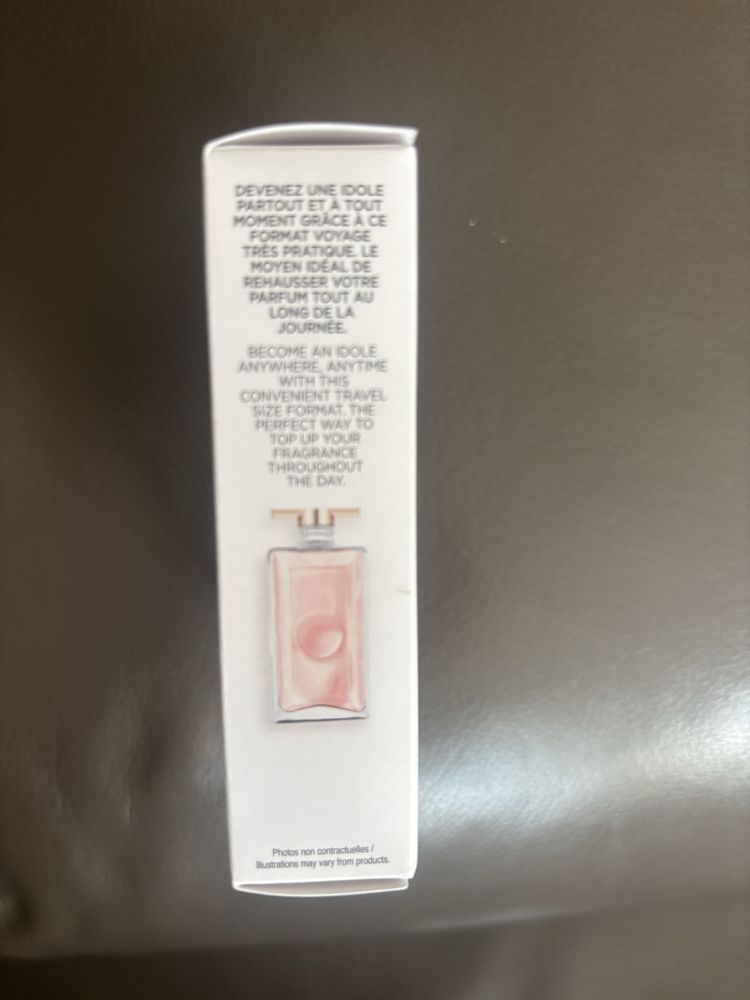 DEVENEZ UNE IDOLE
PARTOUT ET À TOUT
MOMENT GRÂCE À CE
FORMAT VOYAGE
TRÈS PRATIQUE. LE
MOYEN IDÉAL DE
REHAUSSER VOTRE
PARFUM TOUT AU
LONG DE LA
JOURNÉE.
BECOME AN IDOLE
ANYWHERE, ANYTIME
WITH THIS
CONVENIENT TRAVEL
SIZE FORMAT. THE
PERFECT WAY TO
TOP UP YOUR
FRAGRANCE
THROUGHOUT
THE DAY.
Photos non contractuelles /
Illustrations may vary from products.